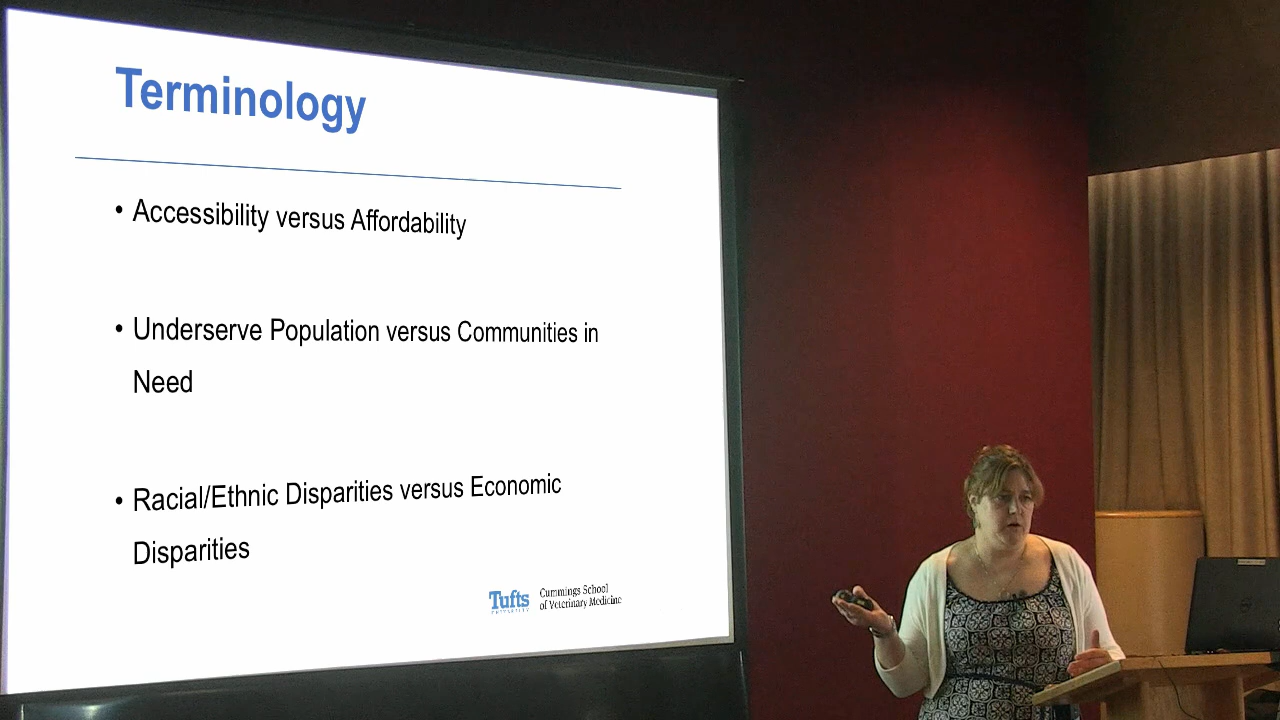 Terminology
• Accessibility versus Affordability
• Underserve Population versus Communities in
Need
• Racial/Ethnic Disparities versus Economic
Disparities
Tufts
UNIVERSITY
Cummings School
of Veterinary Medicine